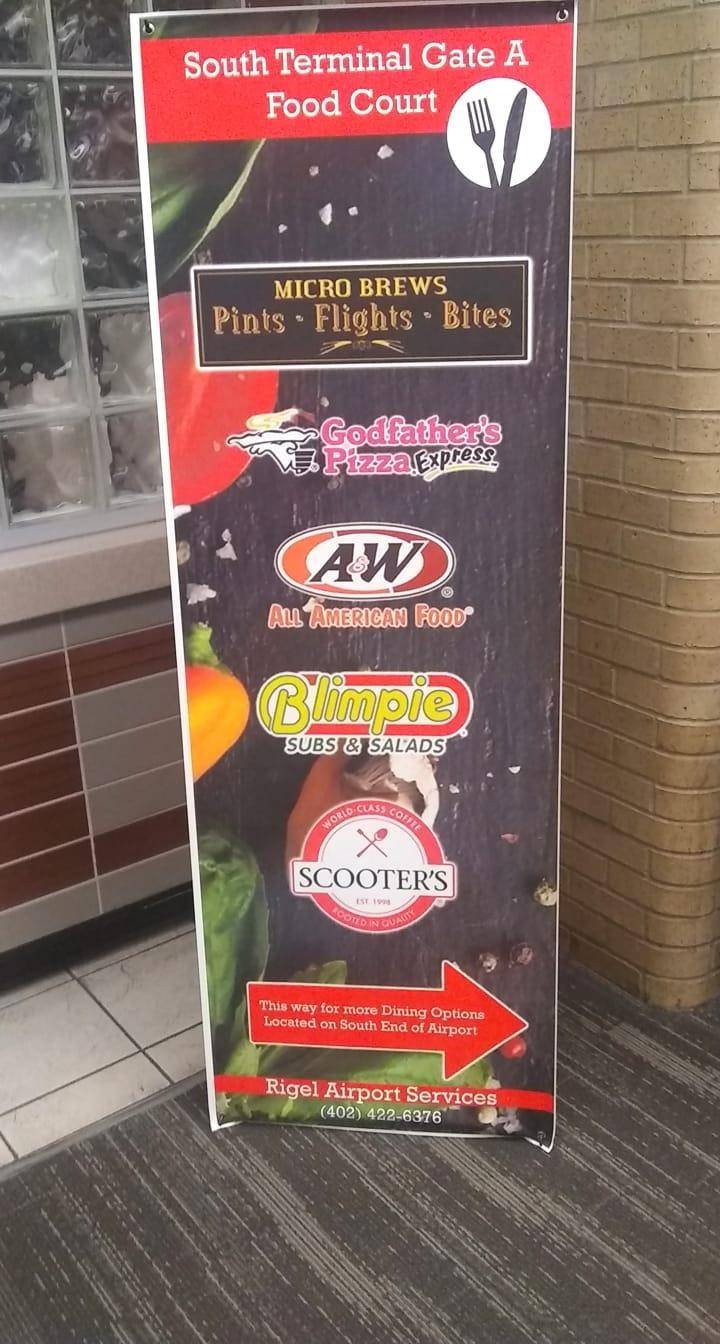 South Terminal Gate A
Food Court
MICRO BREWS
Pints - Flights - Bites
Godfather's
Pizza Express
A&W
ALL AMERICAN FOOD
Blimpie
SUBS & SALADS
WORLD-CLASS COFFEE
SCOOTER'S
EST. 1998
ROOTED IN QUALITY
This way for more Dining Options
Located on South End of Airport
Rigel Airport Services
(402) 422-6376